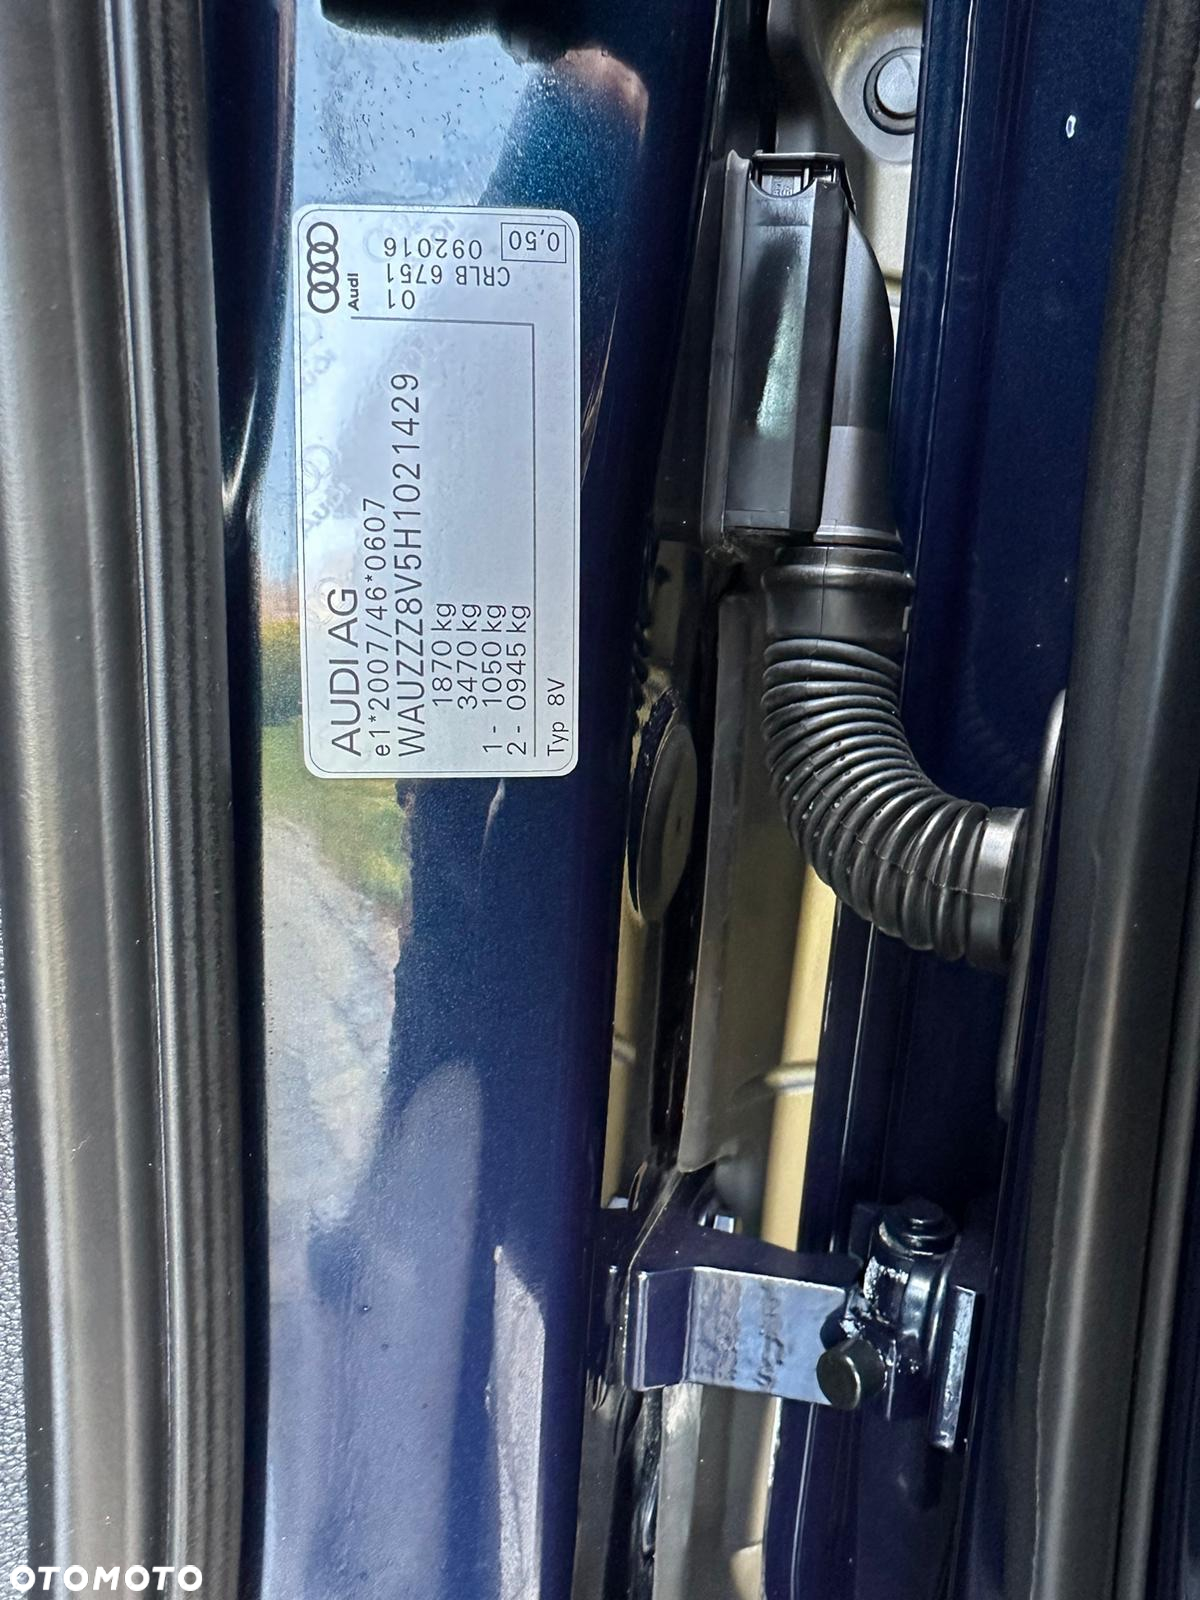 AUDI AG
e1*2007/46*0607
WAUZZZ8V5H1021429
1870 kg
3470 kg
1 - 1050 kg
2 - 0945 kg
Typ 8V
Audi
01
1516
CRLB 6751
092016
0,50
OTOMOTO